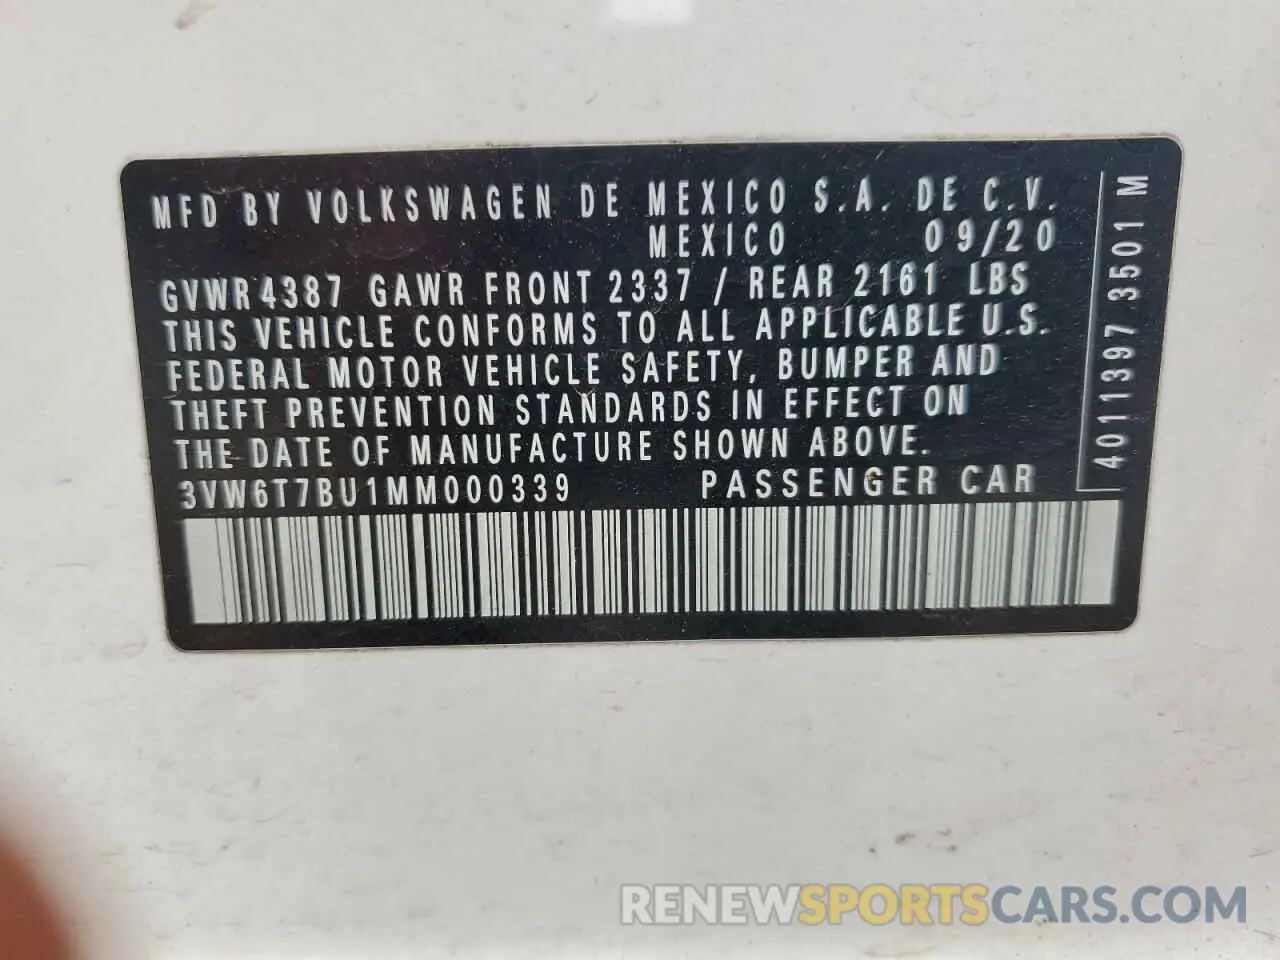 MFD BY VOLKSWAGEN DE MEXICO S.A. DE C.V.
MEXICO 09/20
GVWR 4387 GAWR FRONT 2337 / REAR 2161 LBS
THIS VEHICLE CONFORMS TO ALL APPLICABLE U.S.
FEDERAL MOTOR VEHICLE SAFETY, BUMPER AND
THEFT PREVENTION STANDARDS IN EFFECT ON
THE DATE OF MANUFACTURE SHOWN ABOVE.
3VW6T7BU1MM000339 PASSENGER CAR
4011397 3501 M
RENEWSPORTSCARS.COM